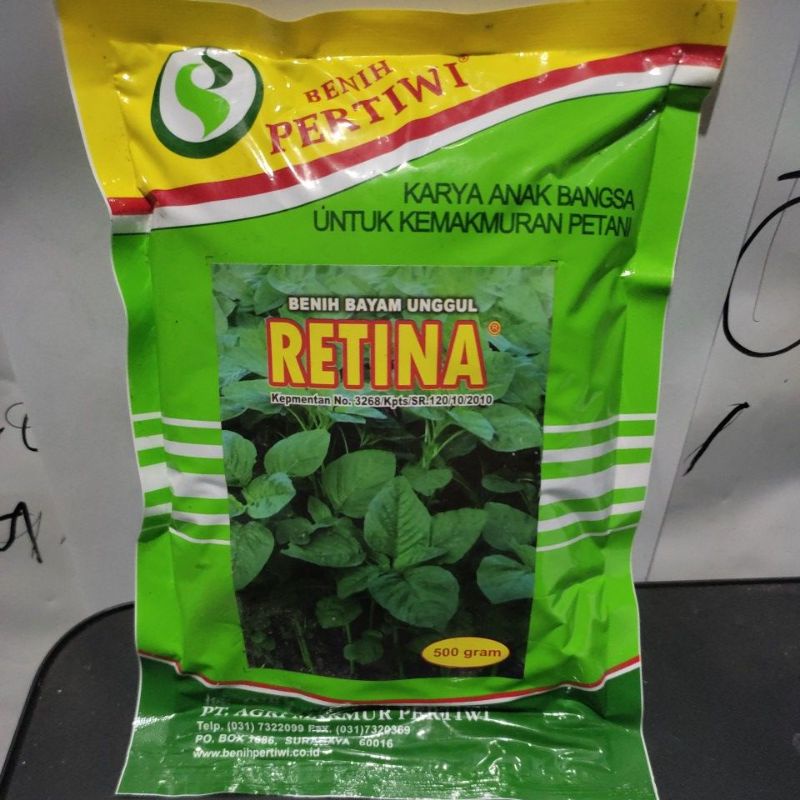 BENIH
PERTIWI®
KARYA ANAK BANGSA
UNTUK KEMAKMURAN PETANI
BENIH BAYAM UNGGUL
RETINA®
Kepmentan No. 3268/Kpts/SR.120/10/2010
500 gram
PT. AGRI MAKMUR PERTIWI
Telp. (031) 7322099 Fax. (031)7320369
PO. BOX 1686, SURABAYA 60016
www.benihpertiwi.co.id